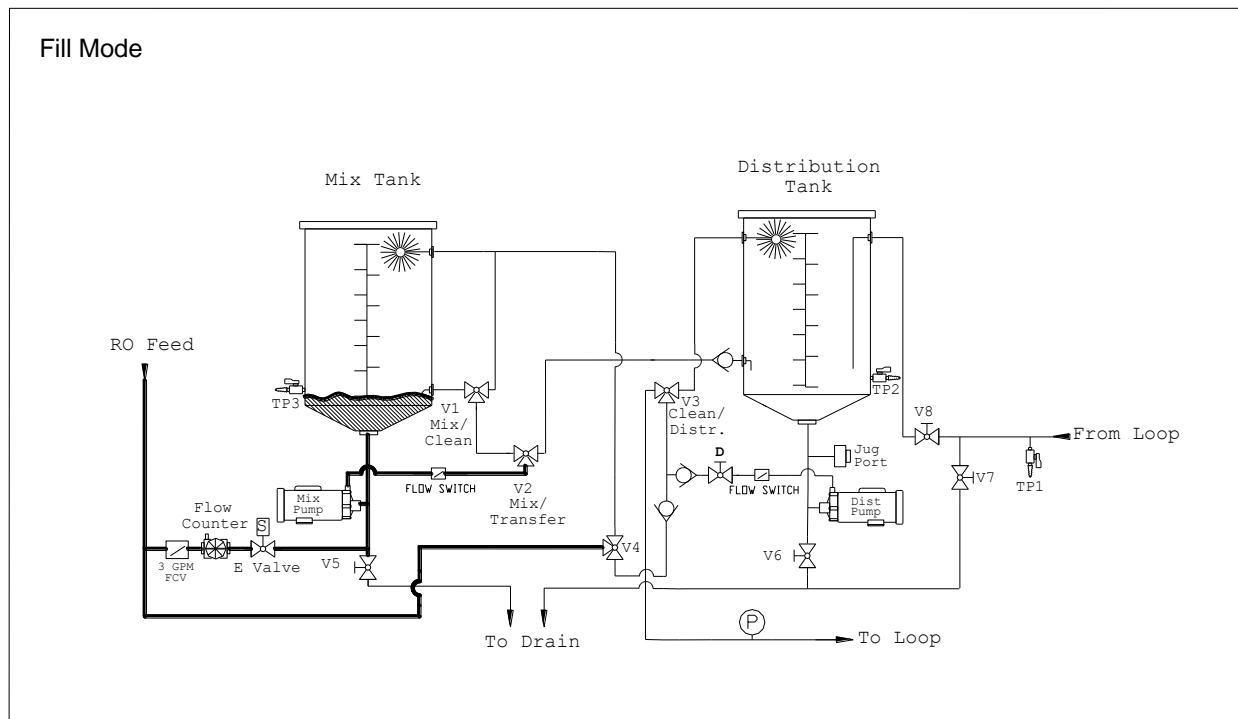 Fill Mode
Mix Tank
Distribution
Tank
RO Feed
TP3
V1
Mix/
Clean
V3
Clean/
Distr.
TP2
V8
From Loop
D
Jug
Port
TP1
V7
FLOW SWITCH
V2
Mix/
Transfer
FLOW SWITCH
Mix
Pump
Dist
Pump
Flow
Counter
S
3 GPM
FCV
E Valve
V5
V4
V6
To Drain
P
To Loop